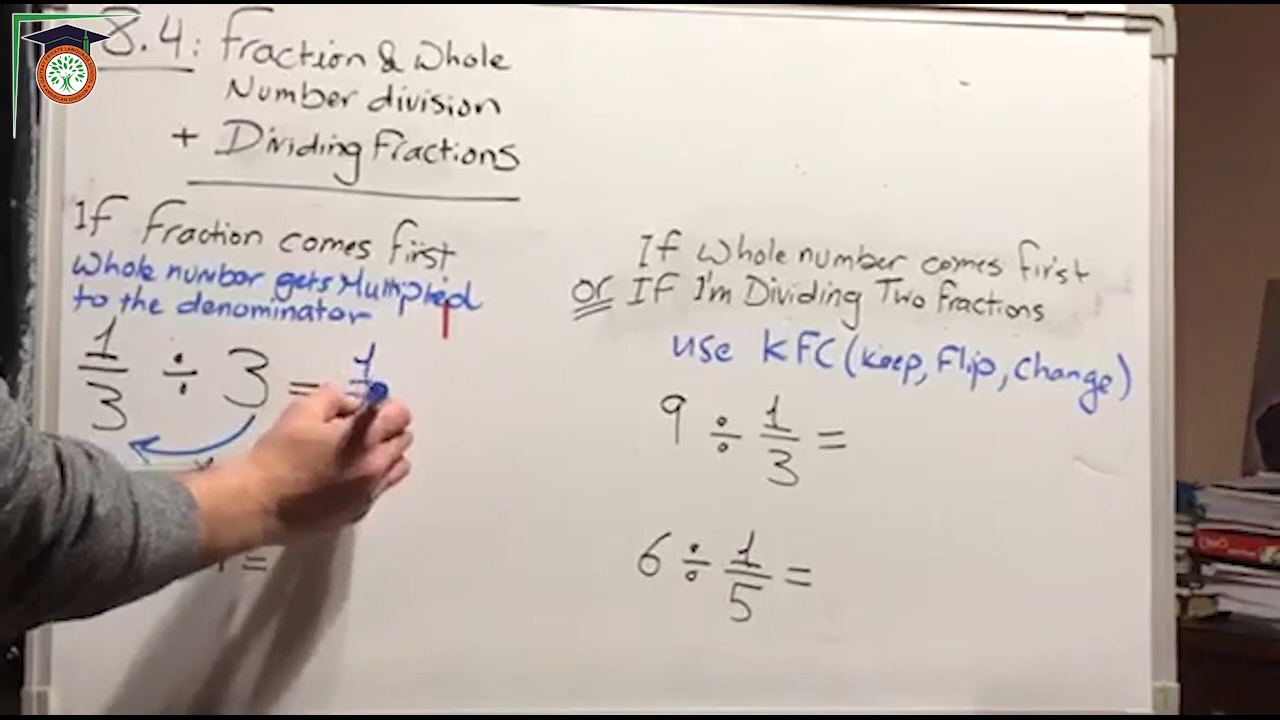 8.4: Fraction & Whole
Number division
+ Dividing Fractions
If Fraction comes first
Whole number gets Multiplied
to the denominator
1/3 ÷ 3 = 1
If Whole number comes first
or If I'm Dividing Two fractions
use KFC (Keep, Flip, Change)
9 ÷ 1/3 =
6 ÷ 1/5 =